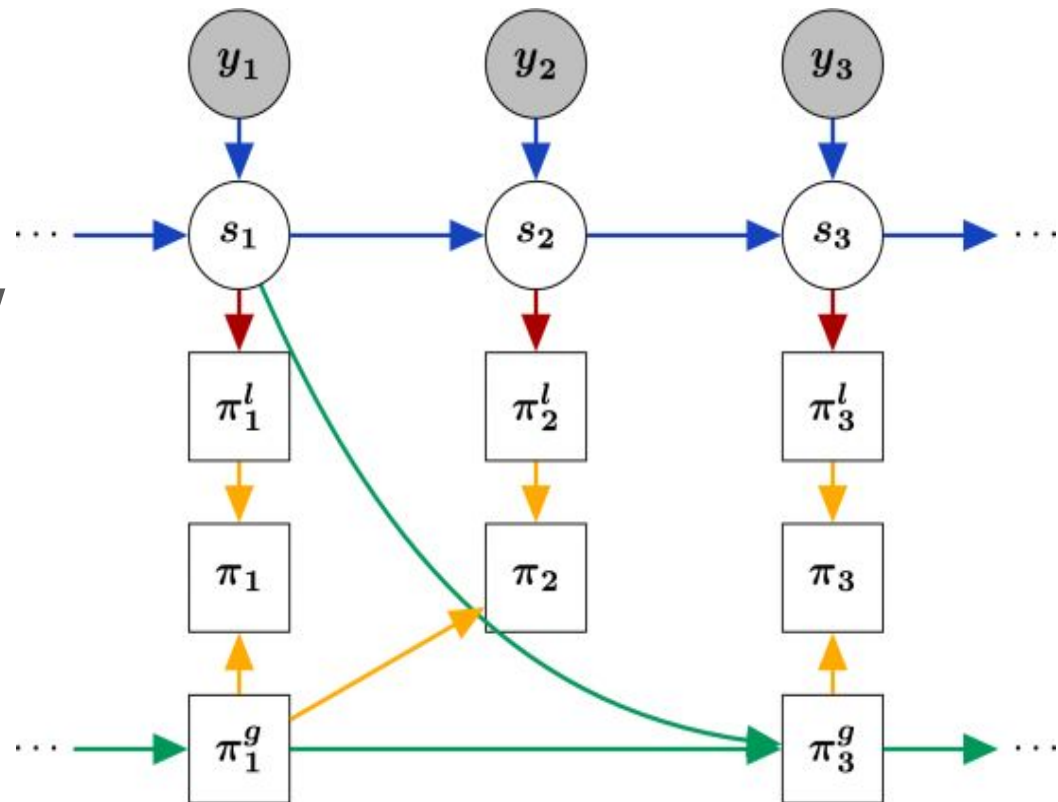 y₁ y₂ y₃
··· s₁ s₂ s₃ ···
π₁ˡ π₂ˡ π₃ˡ
π₁ π₂ π₃
··· π₁ᵍ π₃ᵍ ···